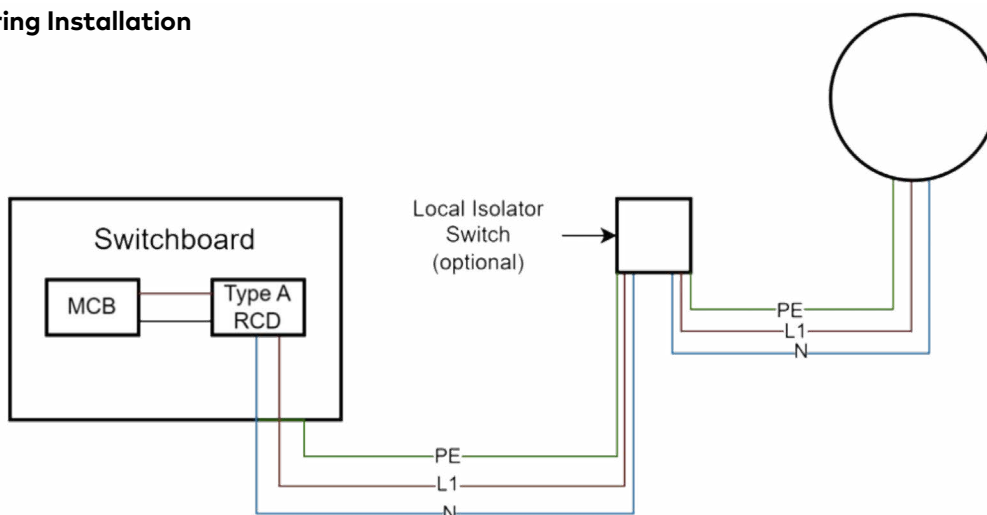 ring Installation
Local Isolator
Switch
(optional)
Switchboard
MCB
Type A
RCD
PE
L1
N
PE
L1
N